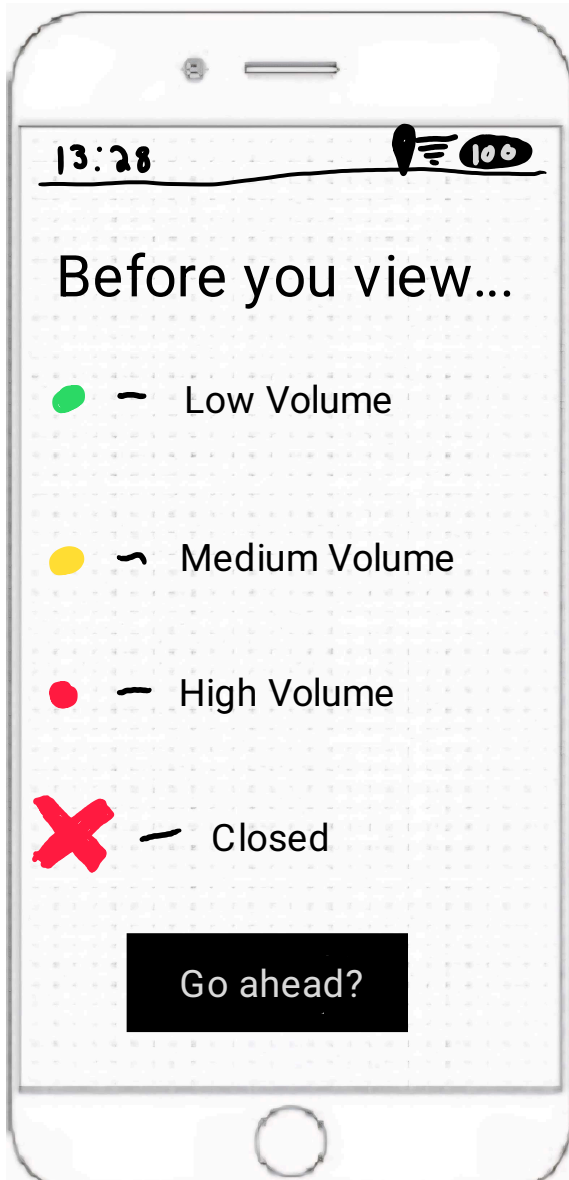 13:28 100
Before you view...
Low Volume
Medium Volume
High Volume
Closed
Go ahead?